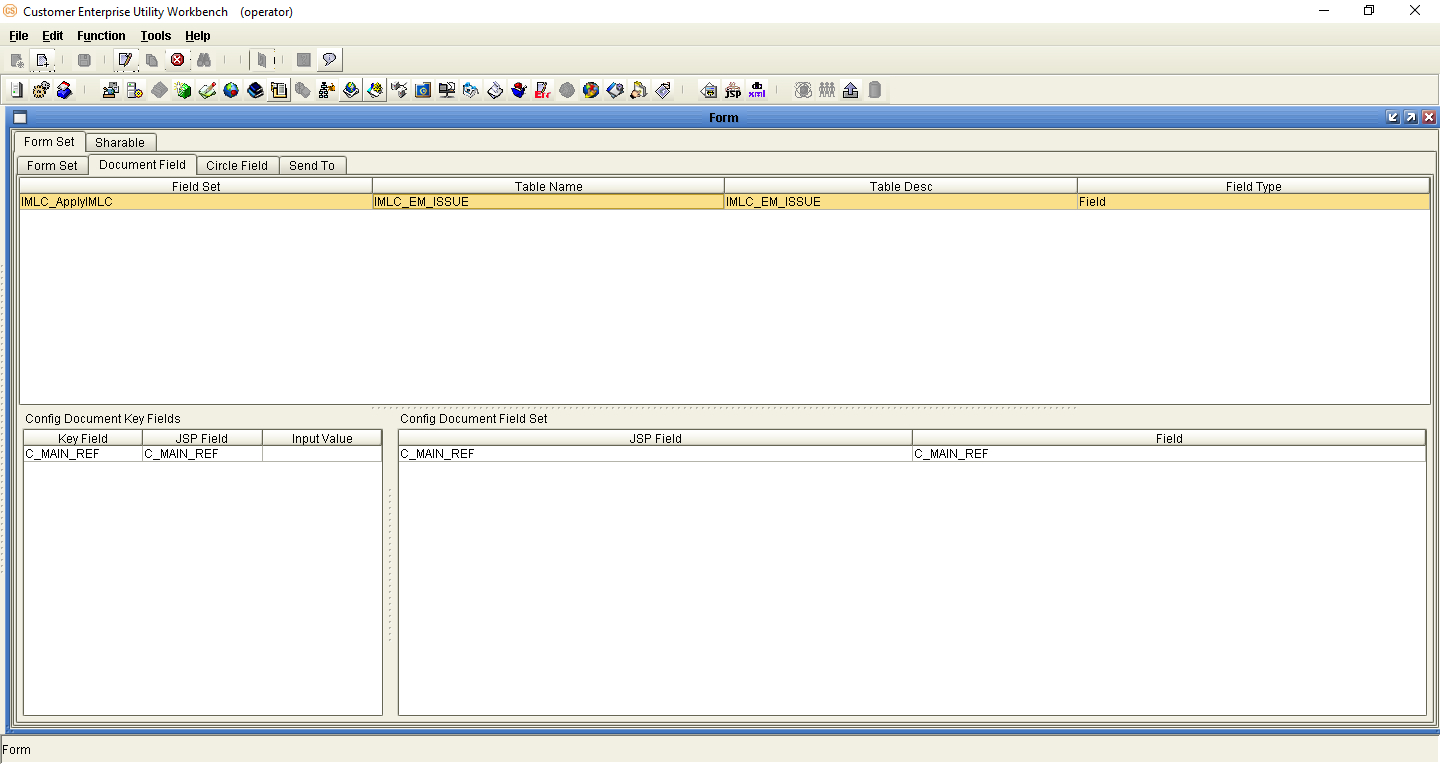 CS Customer Enterprise Utility Workbench (operator)
File Edit Function Tools Help
JSP xml
Form
Form Set Sharable
Form Set Document Field Circle Field Send To
Field Set Table Name Table Desc Field Type
IMLC_ApplyIMLC IMLC_EM_ISSUE IMLC_EM_ISSUE Field
Config Document Key Fields Config Document Field Set
Key Field JSP Field Input Value JSP Field Field
C_MAIN_REF C_MAIN_REF C_MAIN_REF C_MAIN_REF
Form